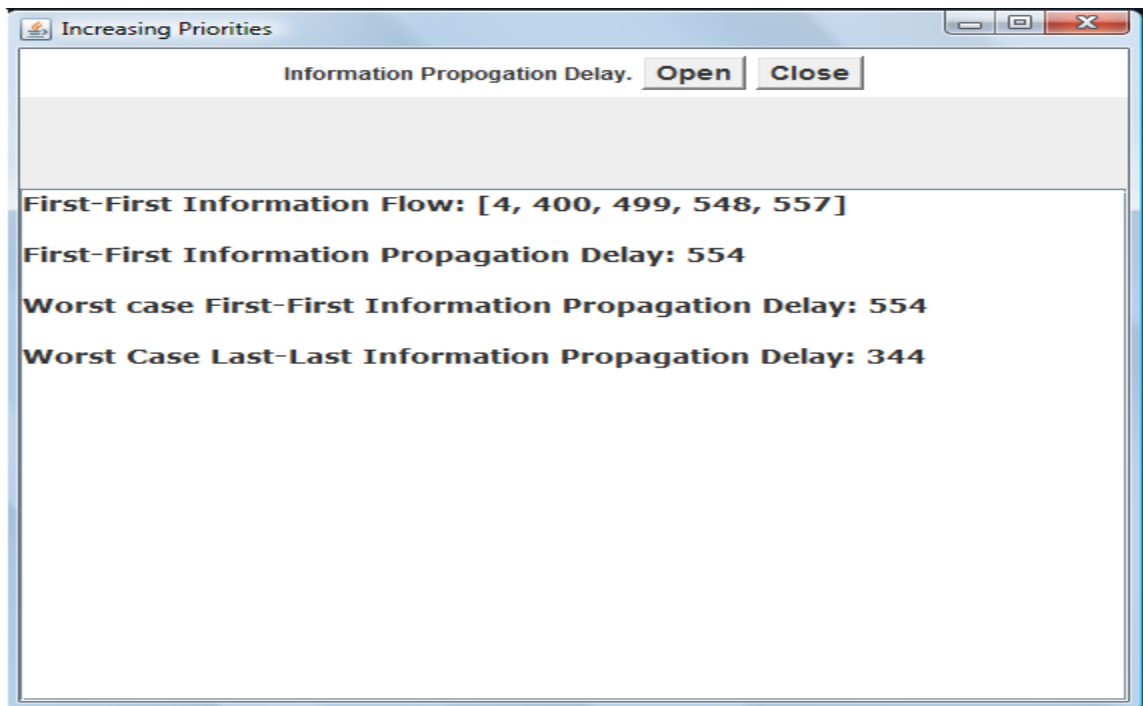 Increasing Priorities
Information Propogation Delay. Open Close
First-First Information Flow: [4, 400, 499, 548, 557]
First-First Information Propagation Delay: 554
Worst case First-First Information Propagation Delay: 554
Worst Case Last-Last Information Propagation Delay: 344